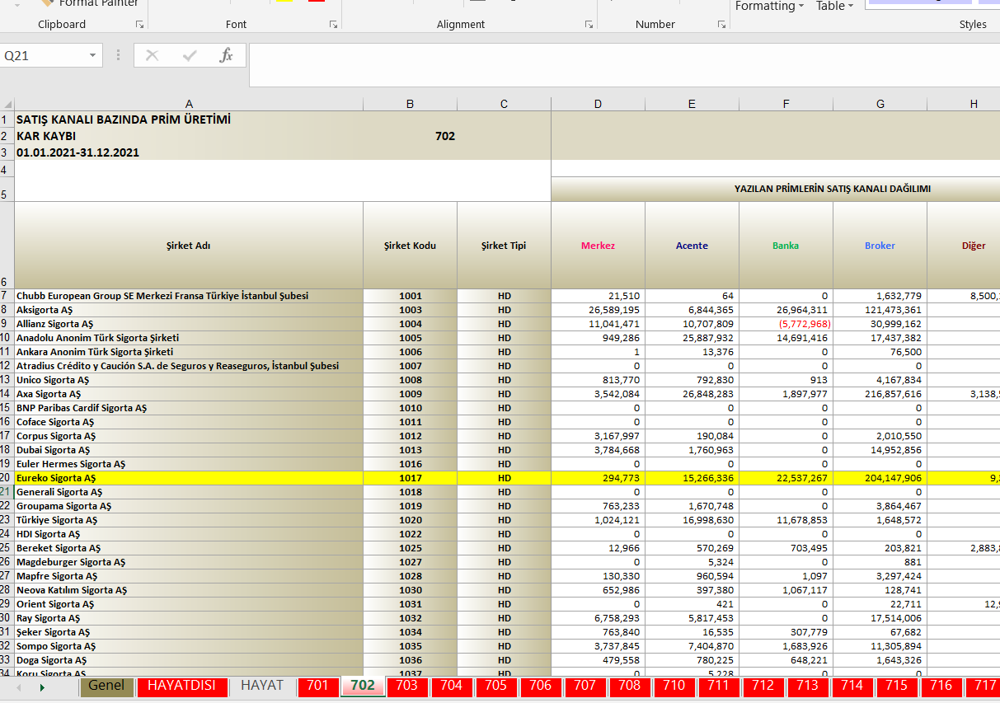 Format Painter Formatting Table
Clipboard Font Alignment Number Styles
Q21 fx
A B C D E F G H
1 SATIŞ KANALI BAZINDA PRİM ÜRETİMİ
2 KAR KAYBI 702
3 01.01.2021-31.12.2021
4
5 YAZILAN PRİMLERİN SATIŞ KANALI DAĞILIMI
6 Şirket Adı Şirket Kodu Şirket Tipi Merkez Acente Banka Broker Diğer
7 Chubb European Group SE Merkezi Fransa Türkiye İstanbul Şubesi 1001 HD 21,510 64 0 1,632,779 8,500,
8 Aksigorta AŞ 1003 HD 26,589,195 6,844,365 26,964,311 121,473,361
9 Allianz Sigorta AŞ 1004 HD 11,041,471 10,707,809 (5,772,968) 30,999,162
10 Anadolu Anonim Türk Sigorta Şirketi 1005 HD 949,286 25,887,932 14,691,416 17,437,382
11 Ankara Anonim Türk Sigorta Şirketi 1006 HD 1 13,376 0 76,500
12 Atradius Crédito y Caución S.A. de Seguros y Reaseguros, İstanbul Şubesi 1007 HD 0 0 0 0
13 Unico Sigorta AŞ 1008 HD 813,770 792,830 913 4,167,834
14 Axa Sigorta AŞ 1009 HD 3,542,084 26,848,283 1,897,977 216,857,616 3,138,
15 BNP Paribas Cardif Sigorta AŞ 1010 HD 0 0 0 0
16 Coface Sigorta AŞ 1011 HD 0 0 0 0
17 Corpus Sigorta AŞ 1012 HD 3,167,997 190,084 0 2,010,550
18 Dubai Sigorta AŞ 1013 HD 3,784,668 1,760,963 0 14,952,856
19 Euler Hermes Sigorta AŞ 1016 HD 0 0 0 0
20 Eureko Sigorta AŞ 1017 HD 294,773 15,266,336 22,537,267 204,147,906 9,
21 Generali Sigorta AŞ 1018 HD 0 0 0 0
22 Groupama Sigorta AŞ 1019 HD 763,233 1,670,748 0 3,864,467
23 Türkiye Sigorta AŞ 1020 HD 1,024,121 16,998,630 11,678,853 1,648,572
24 HDI Sigorta AŞ 1022 HD 0 0 0 0
25 Bereket Sigorta AŞ 1025 HD 12,966 570,269 703,495 203,821 2,883,
26 Magdeburger Sigorta AŞ 1027 HD 0 5,324 0 881
27 Mapfre Sigorta AŞ 1028 HD 130,330 960,594 1,097 3,297,424
28 Neova Katılım Sigorta AŞ 1030 HD 652,986 397,380 1,067,117 128,741
29 Orient Sigorta AŞ 1031 HD 0 421 0 22,711 12,
30 Ray Sigorta AŞ 1032 HD 6,758,293 5,817,453 0 17,514,006
31 Şeker Sigorta AŞ 1034 HD 763,840 16,535 307,779 67,682
32 Sompo Sigorta AŞ 1035 HD 3,737,845 7,404,870 1,683,926 11,305,894
33 Doga Sigorta AŞ 1036 HD 479,558 780,225 648,221 1,643,326
34 Koru Sigorta AŞ 1037 HD 0 5,228 0 0
Genel HAYATDISI HAYAT 701 702 703 704 705 706 707 708 710 711 712 713 714 715 716 717